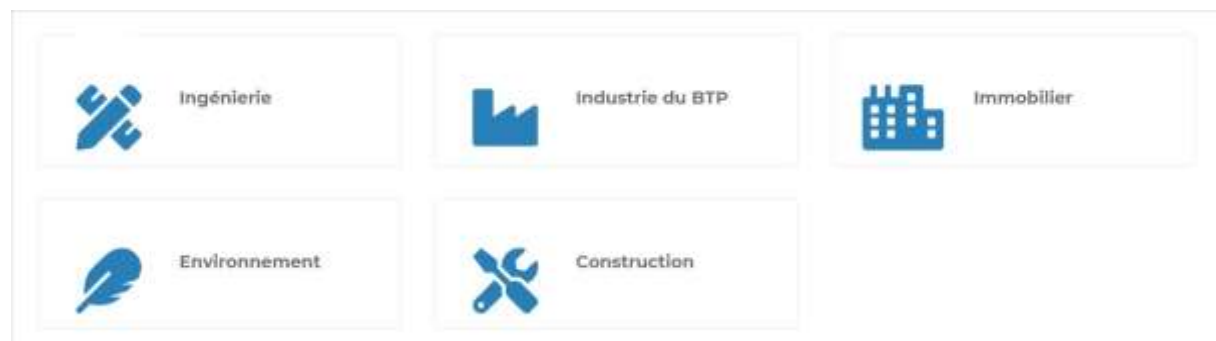 Ingénierie
Industrie du BTP
Immobilier
Environnement
Construction